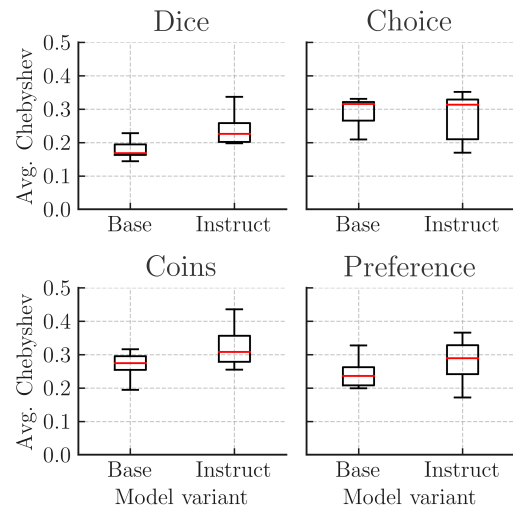 Dice
Choice
Avg. Chebyshev
0.5
0.4
0.3
0.2
0.1
0.0
Base Instruct
Base Instruct
Coins
Preference
Avg. Chebyshev
0.5
0.4
0.3
0.2
0.1
0.0
Base Instruct
Base Instruct
Model variant
Model variant